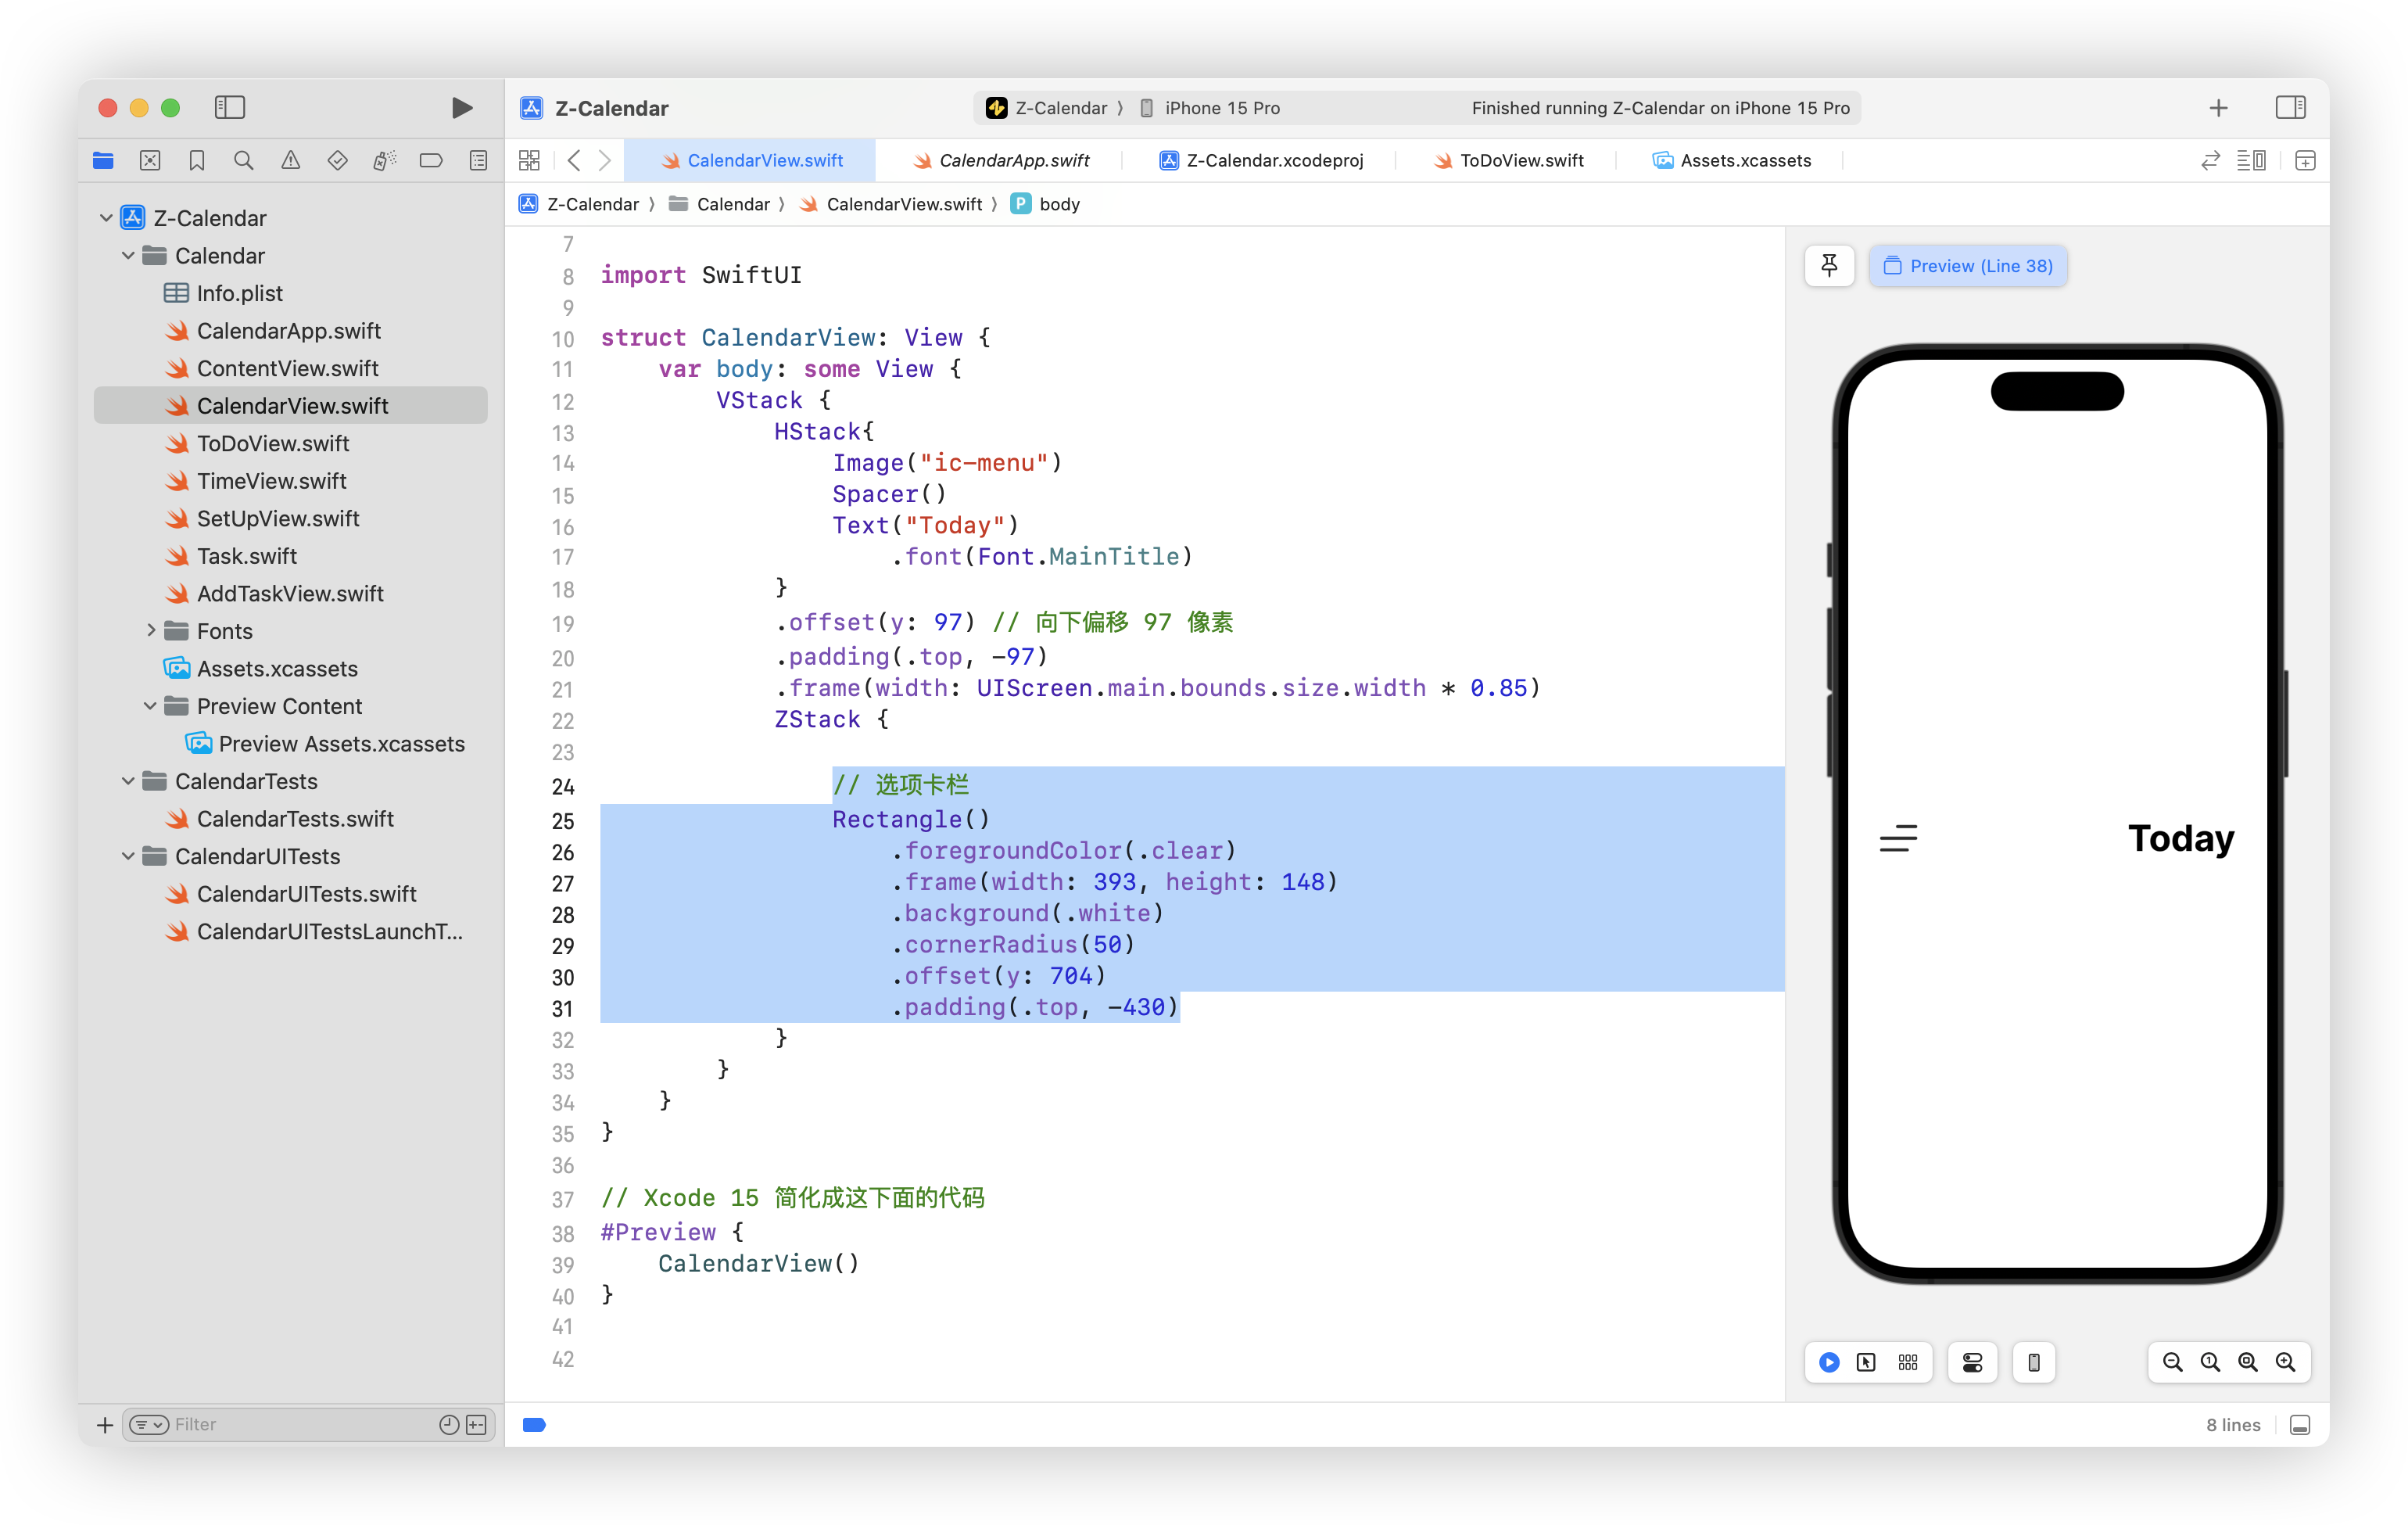 Z-Calendar
Z-Calendar
iPhone 15 Pro
Finished running Z-Calendar on iPhone 15 Pro
CalendarView.swift
CalendarApp.swift
Z-Calendar.xcodeproj
ToDoView.swift
Assets.xcassets
Z-Calendar
Calendar
CalendarView.swift
P
body
Z-Calendar
Calendar
Info.plist
CalendarApp.swift
ContentView.swift
CalendarView.swift
ToDoView.swift
TimeView.swift
SetUpView.swift
Task.swift
AddTaskView.swift
Fonts
Assets.xcassets
Preview Content
Preview Assets.xcassets
CalendarTests
CalendarTests.swift
CalendarUITests
CalendarUITests.swift
CalendarUITestsLaunchT...
Filter
7
8 import SwiftUI
9
10 struct CalendarView: View {
11 var body: some View {
12 VStack {
13 HStack{
14 Image("ic-menu")
15 Spacer()
16 Text("Today")
17 .font(Font.MainTitle)
18 }
19 .offset(y: 97) // 向下偏移 97 像素
20 .padding(.top, -97)
21 .frame(width: UIScreen.main.bounds.size.width * 0.85)
22 ZStack {
23
24 // 选项卡栏
25 Rectangle()
26 .foregroundColor(.clear)
27 .frame(width: 393, height: 148)
28 .background(.white)
29 .cornerRadius(50)
30 .offset(y: 704)
31 .padding(.top, -430)
32 }
33 }
34 }
35 }
36
37 // Xcode 15 简化成这下面的代码
38 #Preview {
39 CalendarView()
40 }
41
42
Preview (Line 38)
Today
8 lines